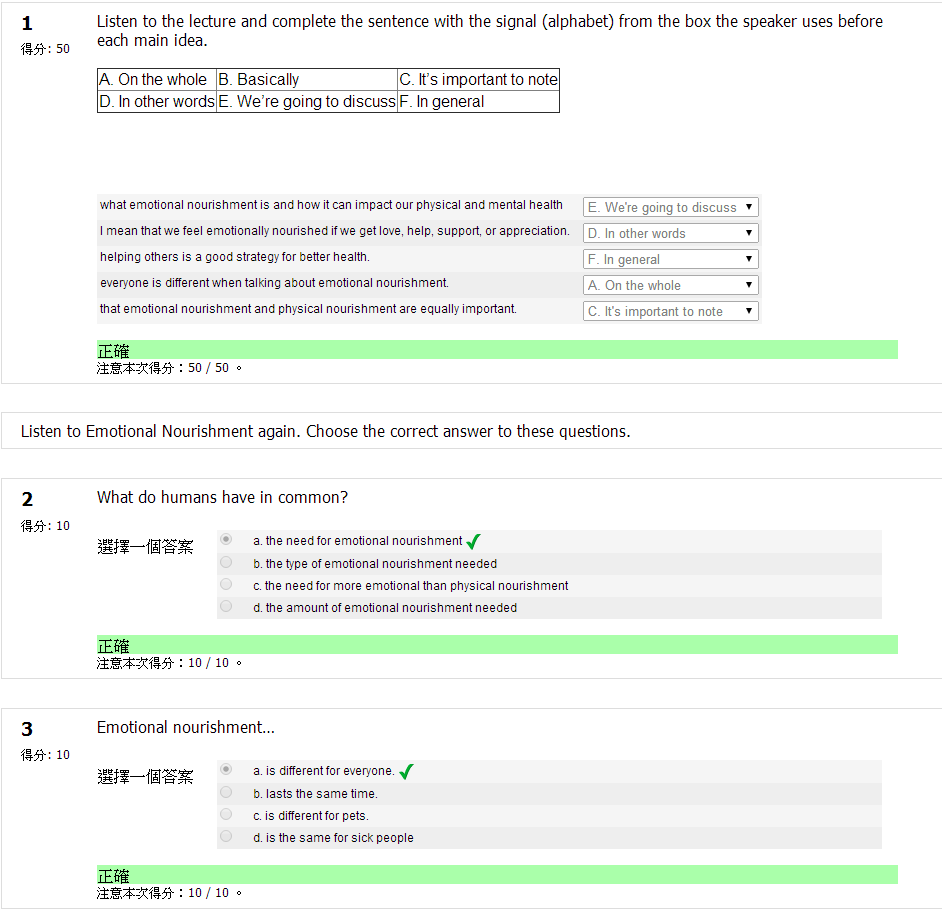 1
得分: 50
Listen to the lecture and complete the sentence with the signal (alphabet) from the box the speaker uses before
each main idea.
A. On the whole B. Basically C. It's important to note
D. In other words E. We're going to discuss F. In general
what emotional nourishment is and how it can impact our physical and mental health E. We're going to discuss
I mean that we feel emotionally nourished if we get love, help, support, or appreciation. D. In other words
helping others is a good strategy for better health. F. In general
everyone is different when talking about emotional nourishment. A. On the whole
that emotional nourishment and physical nourishment are equally important. C. It's important to note
正確
注意本次得分：50 / 50 。
Listen to Emotional Nourishment again. Choose the correct answer to these questions.
2
得分: 10
What do humans have in common?
選擇一個答案
a. the need for emotional nourishment
b. the type of emotional nourishment needed
c. the need for more emotional than physical nourishment
d. the amount of emotional nourishment needed
正確
注意本次得分：10 / 10 。
3
得分: 10
Emotional nourishment...
選擇一個答案
a. is different for everyone.
b. lasts the same time.
c. is different for pets.
d. is the same for sick people
正確
注意本次得分：10 / 10 。